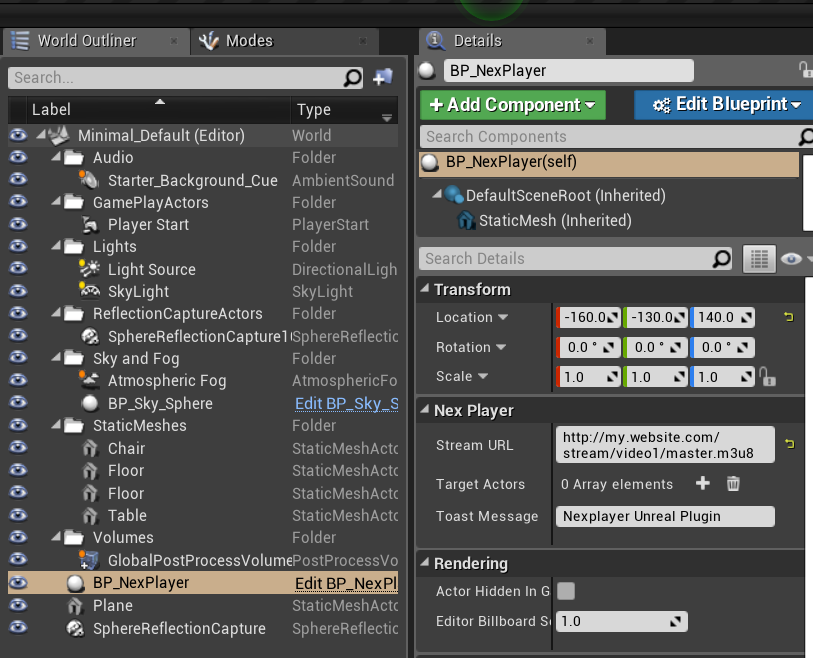 World Outliner
Modes
Search...
Label Type
Minimal_Default (Editor) World
Audio Folder
Starter_Background_Cue AmbientSound
GamePlayActors Folder
Player Start PlayerStart
Lights Folder
Light Source DirectionalLigh
SkyLight SkyLight
ReflectionCaptureActors Folder
SphereReflectionCapture1 SphereReflectic
Sky and Fog Folder
Atmospheric Fog AtmosphericFo
BP_Sky_Sphere Edit BP_Sky_S
StaticMeshes Folder
Chair StaticMeshActo
Floor StaticMeshActo
Floor StaticMeshActo
Table StaticMeshActo
Volumes Folder
GlobalPostProcessVolume PostProcessVo
BP_NexPlayer Edit BP_NexPl
Plane StaticMeshActo
SphereReflectionCapture SphereReflectic
Details
BP_NexPlayer
+ Add Component
Edit Blueprint
Search Components
BP_NexPlayer(self)
DefaultSceneRoot (Inherited)
StaticMesh (Inherited)
Search Details
Transform
Location -160.0 -130.0 140.0
Rotation 0.0 ° 0.0 ° 0.0 °
Scale 1.0 1.0 1.0
Nex Player
Stream URL
http://my.website.com/
stream/video1/master.m3u8
Target Actors 0 Array elements
Toast Message Nexplayer Unreal Plugin
Rendering
Actor Hidden In G
Editor Billboard Sc 1.0